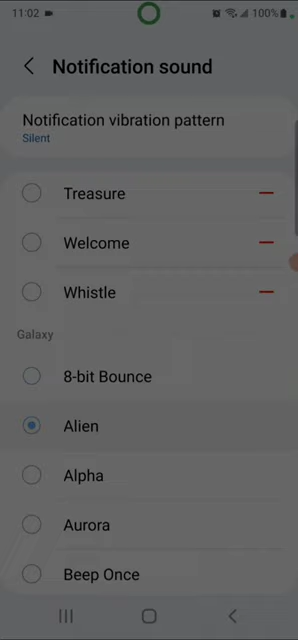 11:02
100%
Notification sound
Notification vibration pattern
Silent
Treasure
Welcome
Whistle
Galaxy
8-bit Bounce
Alien
Alpha
Aurora
Beep Once